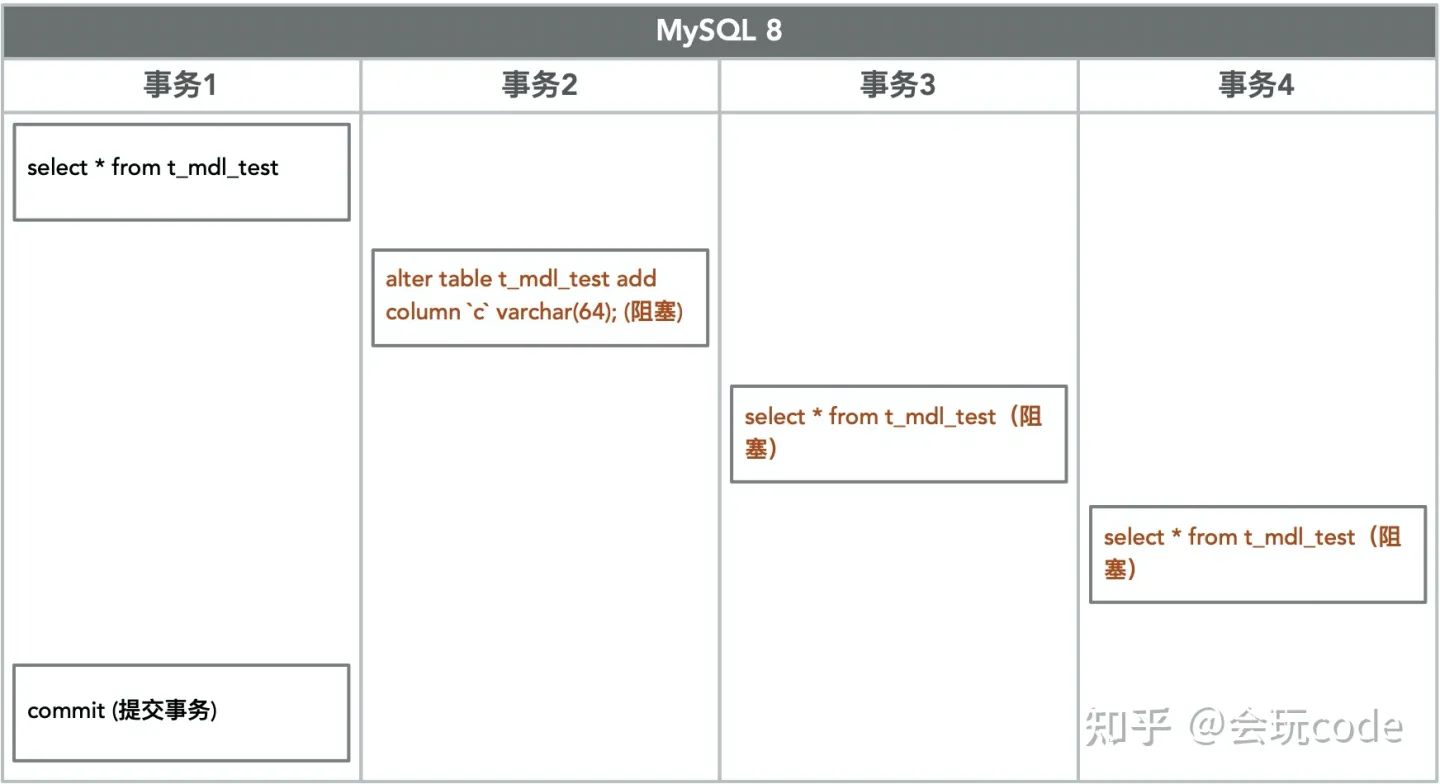 MySQL 8
事务1
事务2
事务3
事务4
select * from t_mdl_test
alter table t_mdl_test add
column `c` varchar(64); (阻塞)
select * from t_mdl_test（阻
塞）
select * from t_mdl_test（阻
塞）
commit (提交事务)
知乎 @会玩code